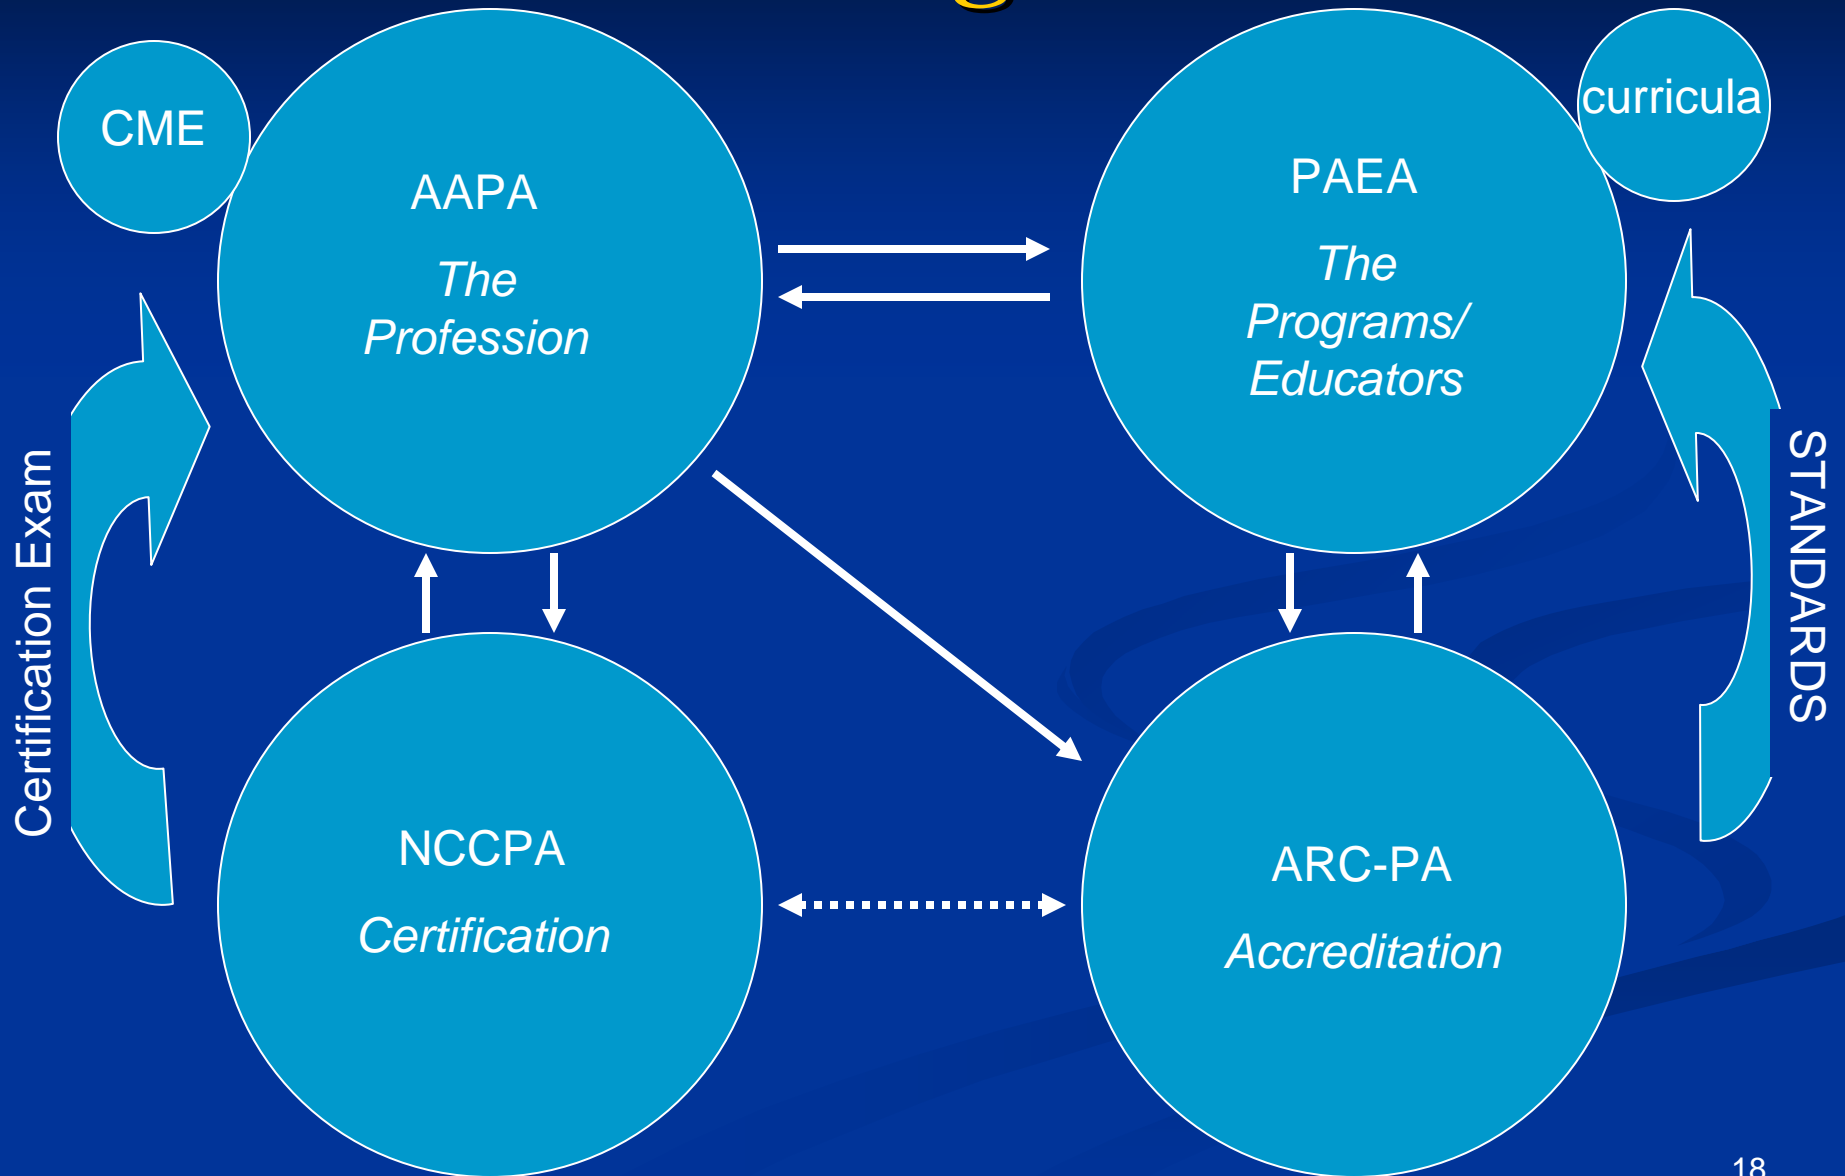 CME
AAPA
The
Profession
PAEA
The
Programs/
Educators
curricula
Certification Exam
STANDARDS
NCCPA
Certification
ARC-PA
Accreditation
18